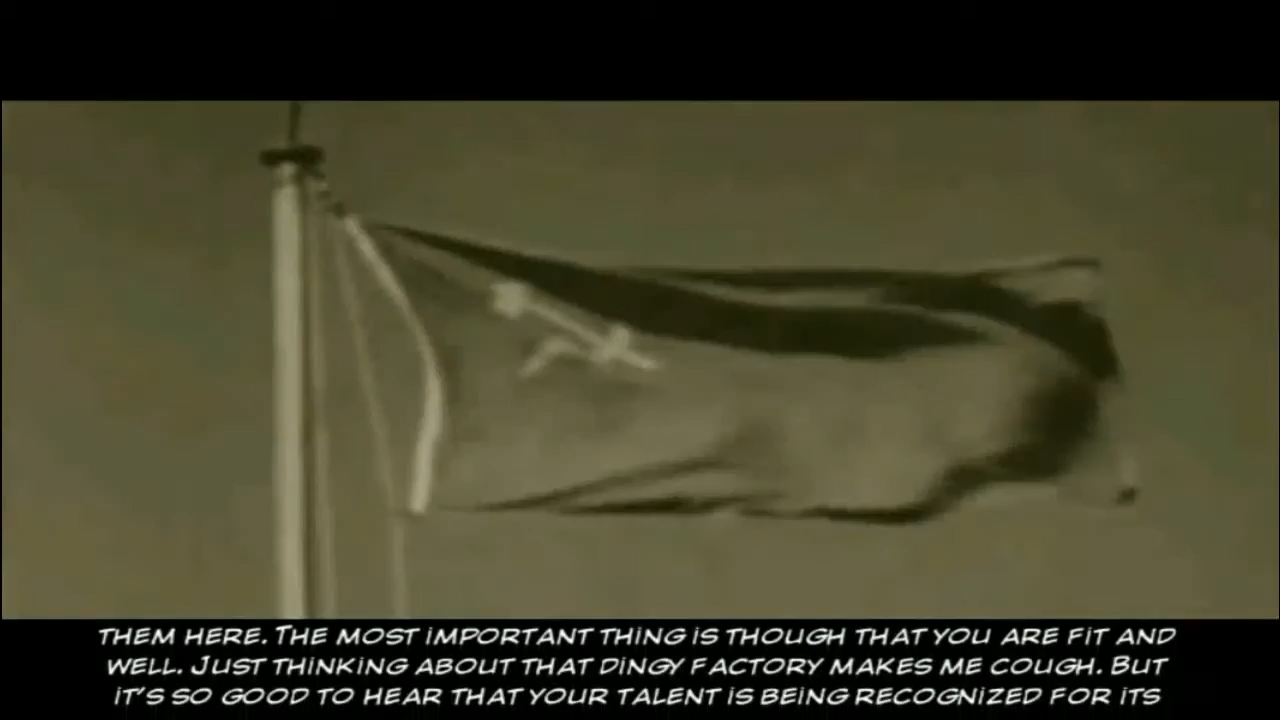 THEM HERE. THE MOST IMPORTANT THING IS THOUGH THAT YOU ARE FIT AND
WELL. JUST THINKING ABOUT THAT DINGY FACTORY MAKES ME COUGH. BUT
IT'S SO GOOD TO HEAR THAT YOUR TALENT IS BEING RECOGNIZED FOR ITS